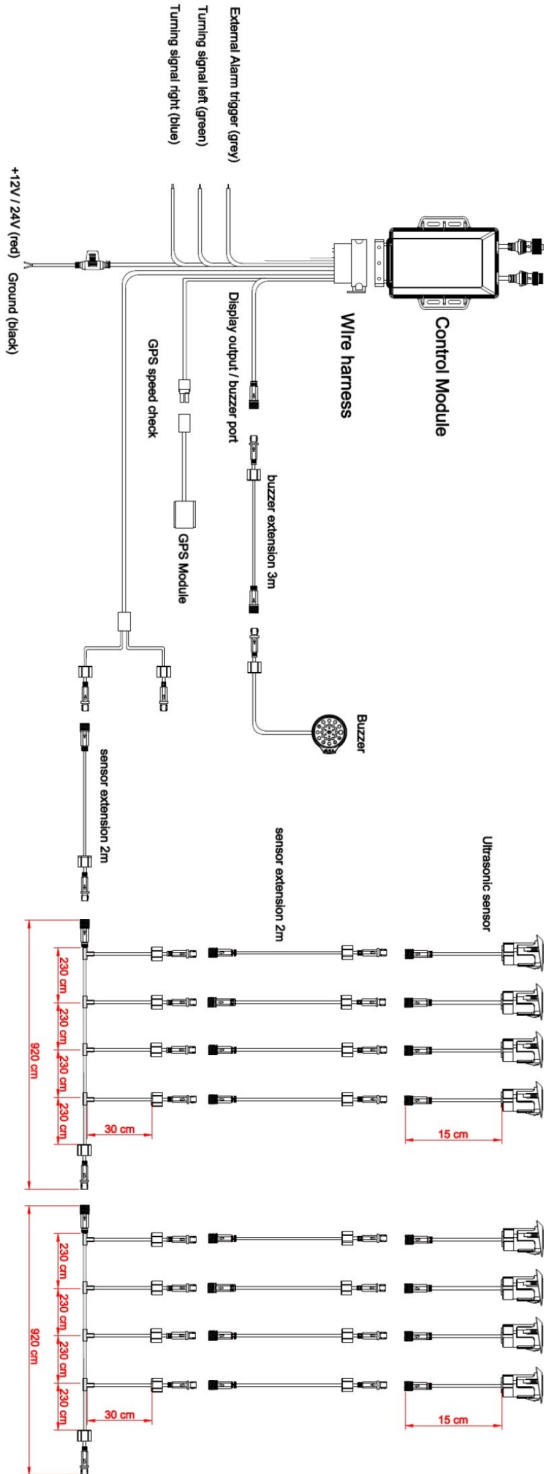 Control Module
Wire harness
External Alarm trigger (grey)
Turning signal left (green)
Turning signal right (blue)
+12V / 24V (red)
Ground (black)
Display output / buzzer port
GPS speed check
GPS Module
buzzer extension 3m
Buzzer
sensor extension 2m
sensor extension 2m
Ultrasonic sensor
230 cm
230 cm
230 cm
230 cm
920 cm
30 cm
15 cm
230 cm
230 cm
230 cm
230 cm
920 cm
30 cm
15 cm